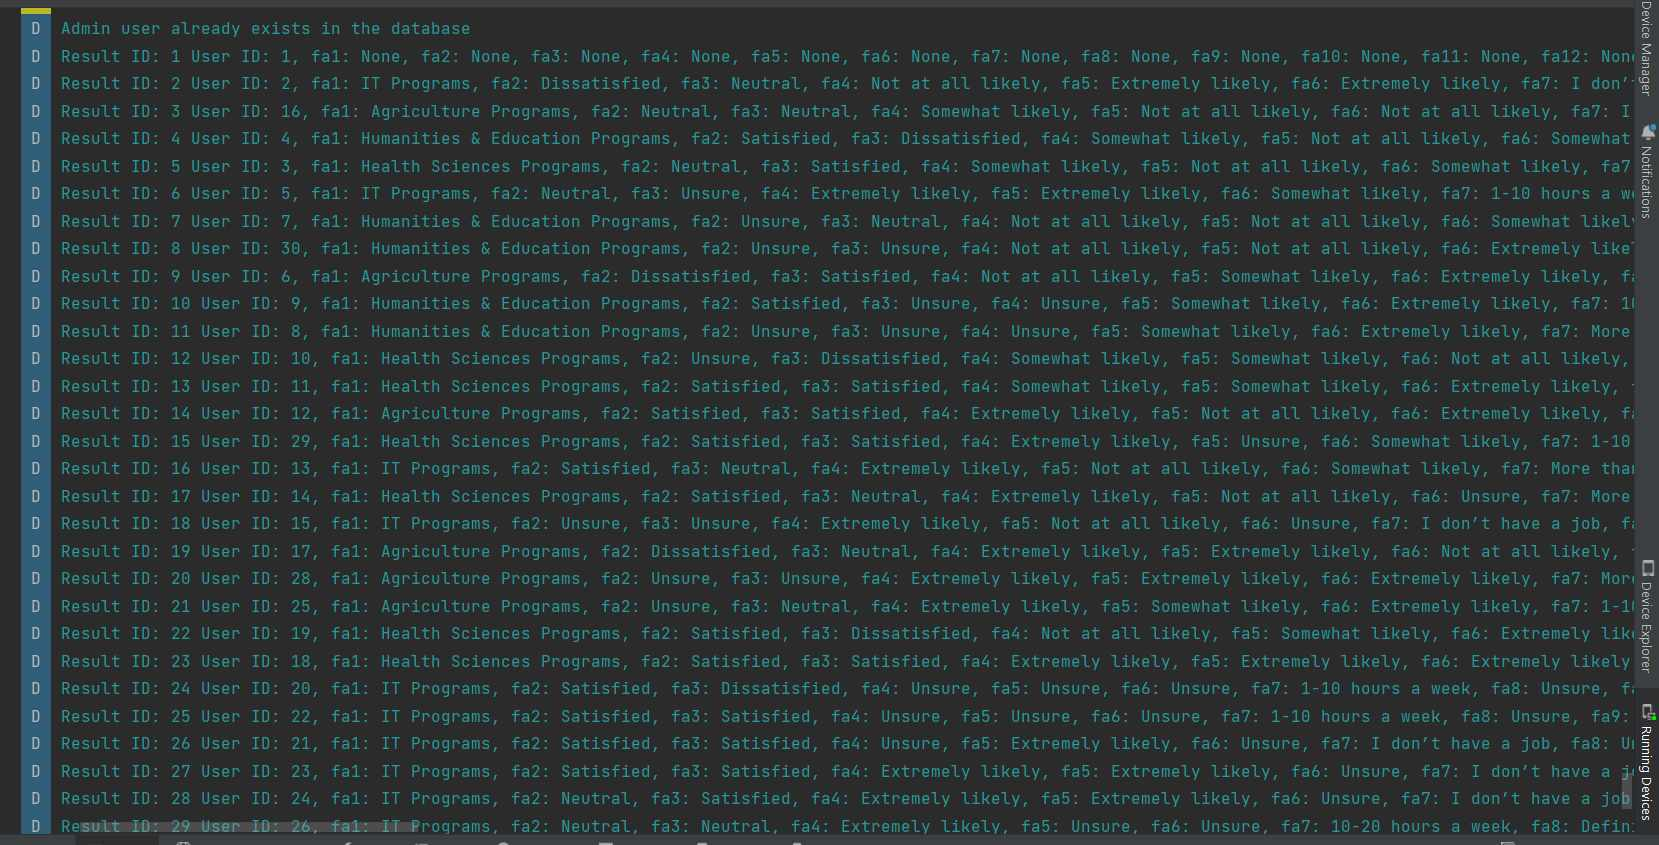 D Admin user already exists in the database
D Result ID: 1 User ID: 1, fa1: None, fa2: None, fa3: None, fa4: None, fa5: None, fa6: None, fa7: None, fa8: None, fa9: None, fa10: None, fa11: None, fa12: None
D Result ID: 2 User ID: 2, fa1: IT Programs, fa2: Dissatisfied, fa3: Neutral, fa4: Not at all likely, fa5: Extremely likely, fa6: Extremely likely, fa7: I don't
D Result ID: 3 User ID: 16, fa1: Agriculture Programs, fa2: Neutral, fa3: Neutral, fa4: Somewhat likely, fa5: Not at all likely, fa6: Not at all likely, fa7: I
D Result ID: 4 User ID: 4, fa1: Humanities & Education Programs, fa2: Satisfied, fa3: Dissatisfied, fa4: Somewhat likely, fa5: Not at all likely, fa6: Somewhat
D Result ID: 5 User ID: 3, fa1: Health Sciences Programs, fa2: Neutral, fa3: Satisfied, fa4: Somewhat likely, fa5: Not at all likely, fa6: Somewhat likely, fa7
D Result ID: 6 User ID: 5, fa1: IT Programs, fa2: Neutral, fa3: Unsure, fa4: Extremely likely, fa5: Extremely likely, fa6: Somewhat likely, fa7: 1-10 hours a we
D Result ID: 7 User ID: 7, fa1: Humanities & Education Programs, fa2: Unsure, fa3: Neutral, fa4: Not at all likely, fa5: Not at all likely, fa6: Somewhat likely
D Result ID: 8 User ID: 30, fa1: Humanities & Education Programs, fa2: Unsure, fa3: Unsure, fa4: Not at all likely, fa5: Not at all likely, fa6: Extremely likel
D Result ID: 9 User ID: 6, fa1: Agriculture Programs, fa2: Dissatisfied, fa3: Satisfied, fa4: Not at all likely, fa5: Somewhat likely, fa6: Extremely likely, fa
D Result ID: 10 User ID: 9, fa1: Humanities & Education Programs, fa2: Satisfied, fa3: Unsure, fa4: Unsure, fa5: Somewhat likely, fa6: Extremely likely, fa7: 10
D Result ID: 11 User ID: 8, fa1: Humanities & Education Programs, fa2: Unsure, fa3: Unsure, fa4: Unsure, fa5: Somewhat likely, fa6: Extremely likely, fa7: More
D Result ID: 12 User ID: 10, fa1: Health Sciences Programs, fa2: Unsure, fa3: Dissatisfied, fa4: Somewhat likely, fa5: Somewhat likely, fa6: Not at all likely,
D Result ID: 13 User ID: 11, fa1: Health Sciences Programs, fa2: Satisfied, fa3: Satisfied, fa4: Somewhat likely, fa5: Somewhat likely, fa6: Extremely likely,
D Result ID: 14 User ID: 12, fa1: Agriculture Programs, fa2: Satisfied, fa3: Satisfied, fa4: Extremely likely, fa5: Not at all likely, fa6: Extremely likely, fa
D Result ID: 15 User ID: 29, fa1: Health Sciences Programs, fa2: Satisfied, fa3: Satisfied, fa4: Extremely likely, fa5: Unsure, fa6: Somewhat likely, fa7: 1-10
D Result ID: 16 User ID: 13, fa1: IT Programs, fa2: Satisfied, fa3: Neutral, fa4: Extremely likely, fa5: Not at all likely, fa6: Somewhat likely, fa7: More than
D Result ID: 17 User ID: 14, fa1: Health Sciences Programs, fa2: Satisfied, fa3: Neutral, fa4: Extremely likely, fa5: Not at all likely, fa6: Unsure, fa7: More
D Result ID: 18 User ID: 15, fa1: IT Programs, fa2: Unsure, fa3: Unsure, fa4: Extremely likely, fa5: Not at all likely, fa6: Unsure, fa7: I don't have a job, fa
D Result ID: 19 User ID: 17, fa1: Agriculture Programs, fa2: Dissatisfied, fa3: Neutral, fa4: Extremely likely, fa5: Extremely likely, fa6: Not at all likely,
D Result ID: 20 User ID: 28, fa1: Agriculture Programs, fa2: Unsure, fa3: Unsure, fa4: Extremely likely, fa5: Extremely likely, fa6: Extremely likely, fa7: More
D Result ID: 21 User ID: 25, fa1: Agriculture Programs, fa2: Unsure, fa3: Neutral, fa4: Extremely likely, fa5: Somewhat likely, fa6: Extremely likely, fa7: 1-10
D Result ID: 22 User ID: 19, fa1: Health Sciences Programs, fa2: Satisfied, fa3: Dissatisfied, fa4: Not at all likely, fa5: Somewhat likely, fa6: Extremely like
D Result ID: 23 User ID: 18, fa1: Health Sciences Programs, fa2: Satisfied, fa3: Satisfied, fa4: Extremely likely, fa5: Extremely likely, fa6: Extremely likely
D Result ID: 24 User ID: 20, fa1: IT Programs, fa2: Satisfied, fa3: Dissatisfied, fa4: Unsure, fa5: Unsure, fa6: Unsure, fa7: 1-10 hours a week, fa8: Unsure, fa
D Result ID: 25 User ID: 22, fa1: IT Programs, fa2: Satisfied, fa3: Satisfied, fa4: Unsure, fa5: Unsure, fa6: Unsure, fa7: 1-10 hours a week, fa8: Unsure, fa9:
D Result ID: 26 User ID: 21, fa1: IT Programs, fa2: Satisfied, fa3: Satisfied, fa4: Unsure, fa5: Extremely likely, fa6: Unsure, fa7: I don't have a job, fa8: Un
D Result ID: 27 User ID: 23, fa1: IT Programs, fa2: Satisfied, fa3: Satisfied, fa4: Extremely likely, fa5: Extremely likely, fa6: Unsure, fa7: I don't have a jo
D Result ID: 28 User ID: 24, fa1: IT Programs, fa2: Neutral, fa3: Satisfied, fa4: Extremely likely, fa5: Extremely likely, fa6: Unsure, fa7: I don't have a job
D Result ID: 29 User ID: 26, fa1: IT Programs, fa2: Neutral, fa3: Neutral, fa4: Extremely likely, fa5: Unsure, fa6: Unsure, fa7: 10-20 hours a week, fa8: Defin
Device Manager
Notifications
Device Explorer
Running Devices